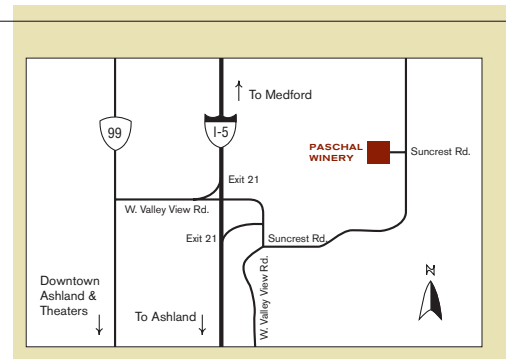 To Medford
99
I-5
PASCHAL
WINERY
Suncrest Rd.
Exit 21
W. Valley View Rd.
Exit 21
Suncrest Rd.
W. Valley View Rd.
Downtown
Ashland &
Theaters
To Ashland
N